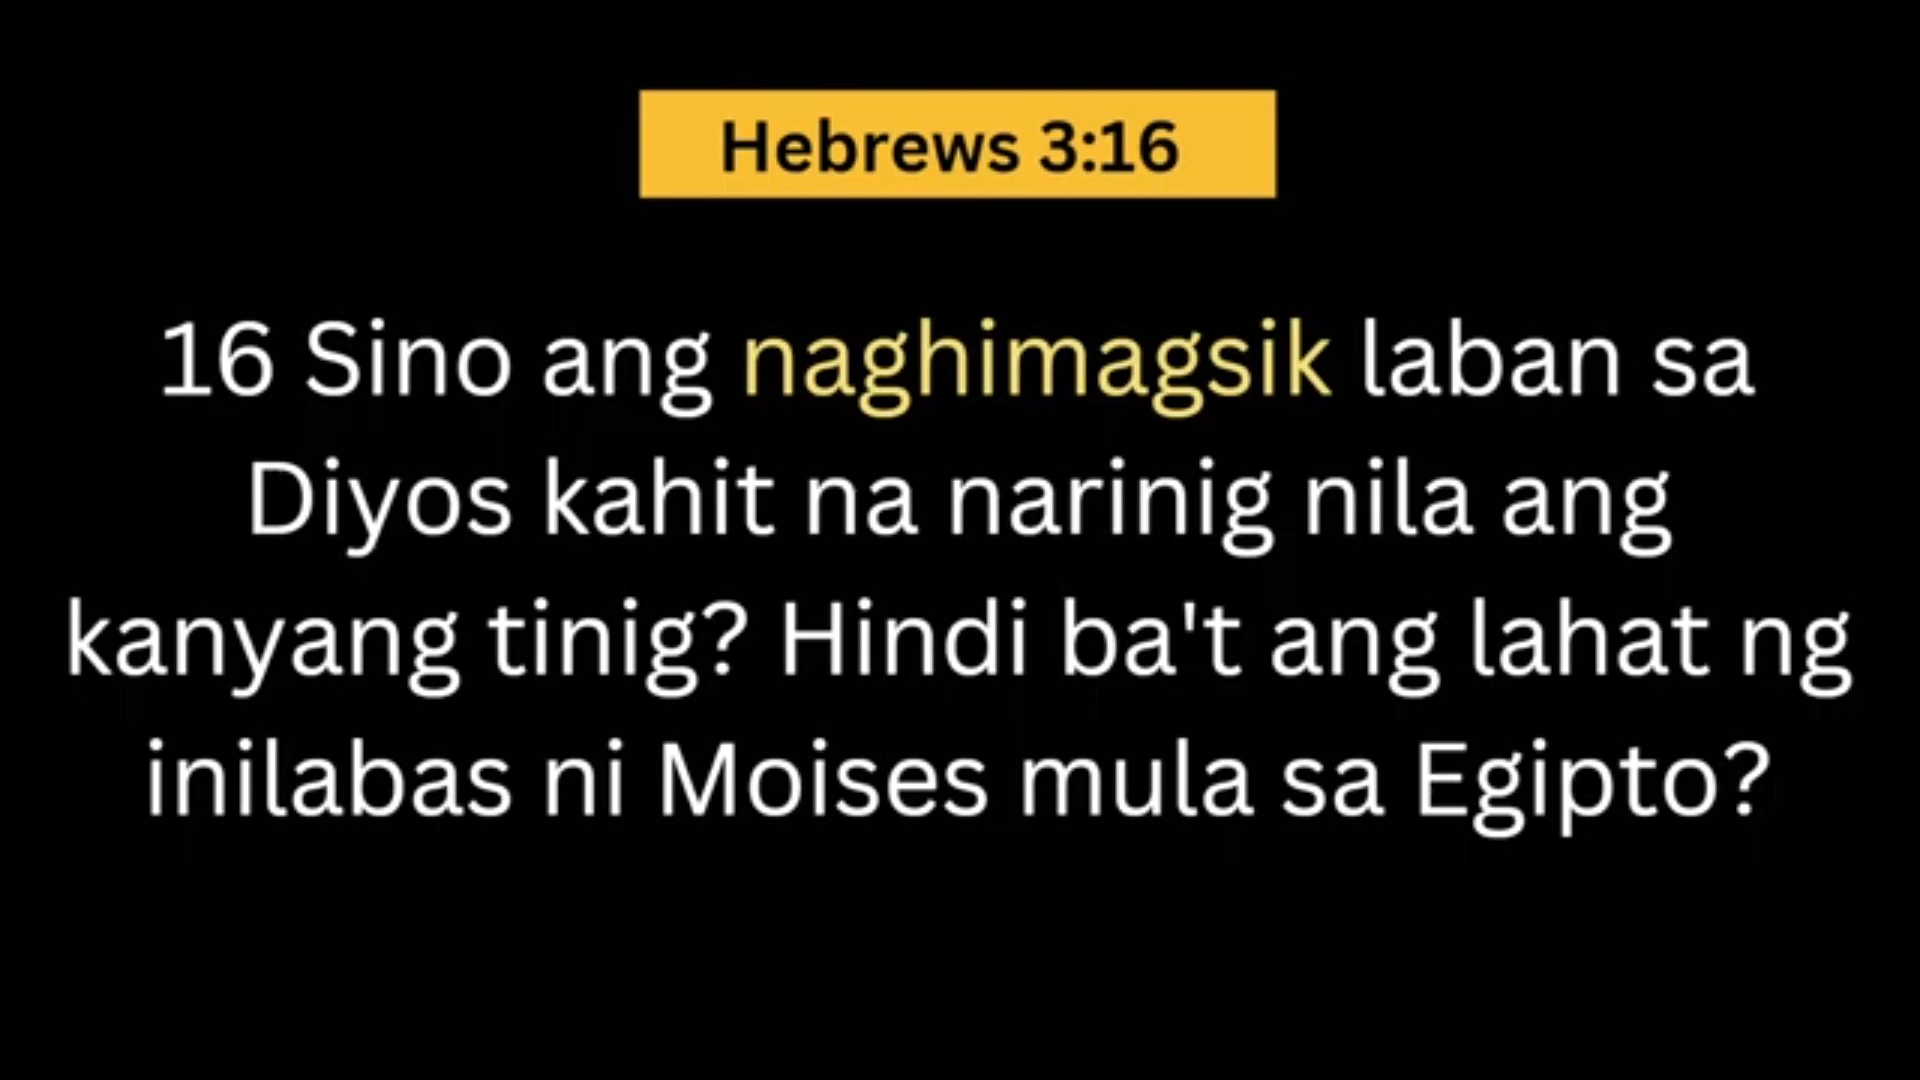 Hebrews 3:16
16 Sino ang naghimagsik laban sa
Diyos kahit na narinig nila ang
kanyang tinig? Hindi ba't ang lahat ng
inilabas ni Moises mula sa Egipto?